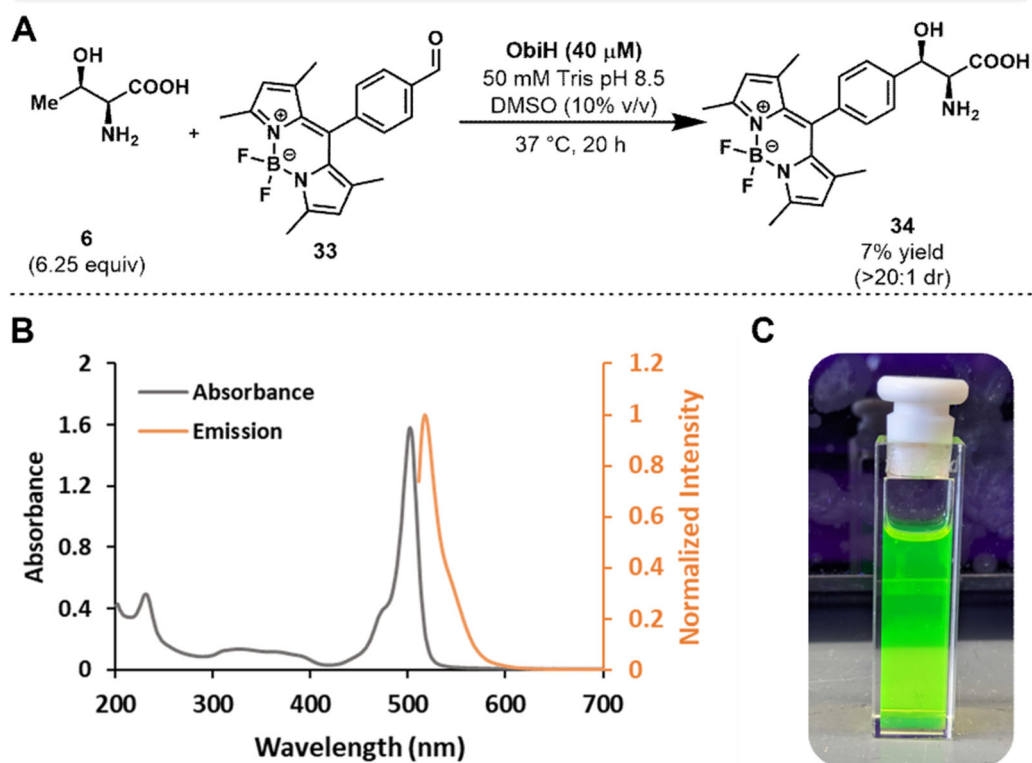 A
OH
Me
COOH
NH₂
6
(6.25 equiv)
+
O
N
⊕
F
B
⊖
N
F
33
ObiH (40 μM)
50 mM Tris pH 8.5
DMSO (10% v/v)
37 °C, 20 h
OH
COOH
NH₂
N
⊕
F
B
⊖
N
F
34
7% yield
(>20:1 dr)
B
2
1.6
1.2
0.8
0.4
0
Absorbance
Absorbance
Emission
1.2
1
0.8
0.6
0.4
0.2
0
Normalized Intensity
200 300 400 500 600 700
Wavelength (nm)
C